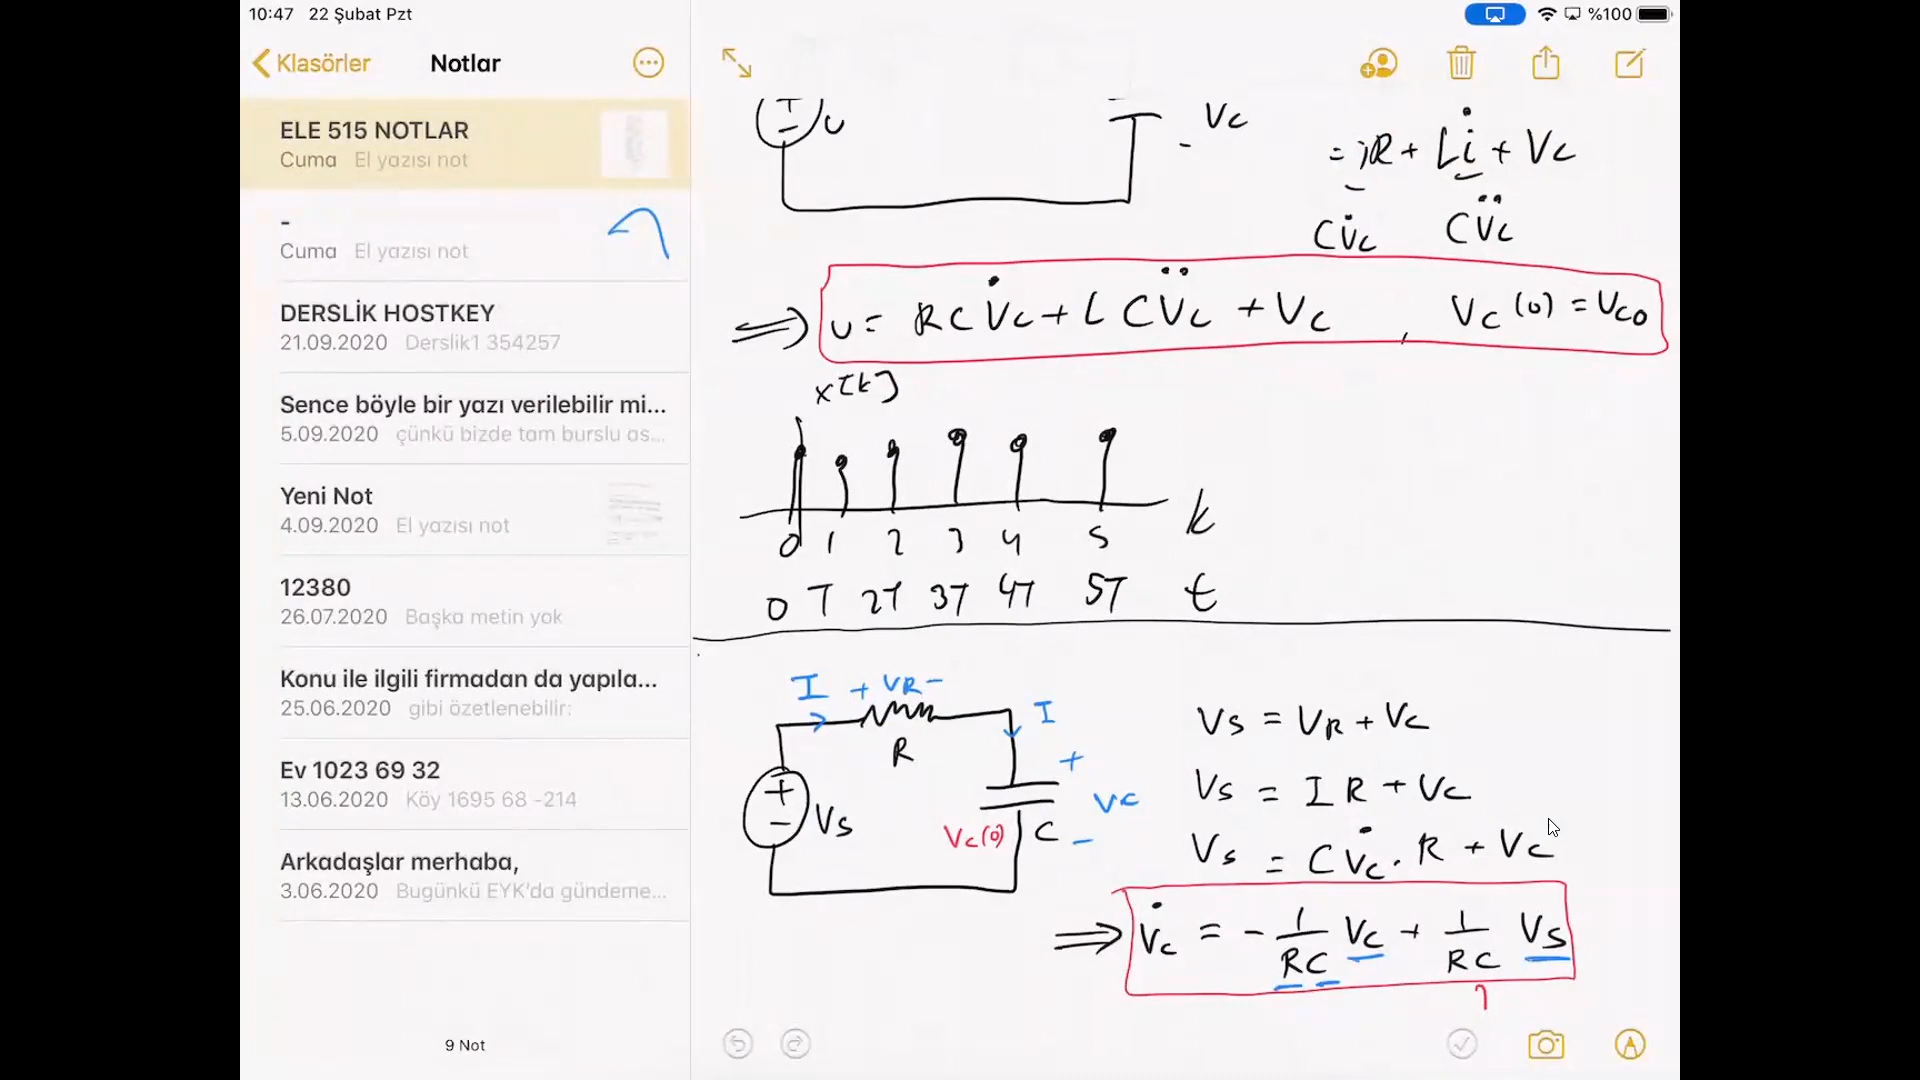 10:47 22 Şubat Pzt
%100
Klasörler
Notlar
ELE 515 NOTLAR
Cuma El yazısı not
-
Cuma El yazısı not
DERSLİK HOSTKEY
21.09.2020 Derslik1 354257
Sence böyle bir yazı verilebilir mi...
5.09.2020 çünkü bizde tam burslu as...
Yeni Not
4.09.2020 El yazısı not
12380
26.07.2020 Başka metin yok
Konu ile ilgili firmadan da yapıla...
25.06.2020 gibi özetlenebilir:
Ev 1023 69 32
13.06.2020 Köy 1695 68 -214
Arkadaşlar merhaba,
3.06.2020 Bugünkü EYK'da gündeme...
9 Not
+ - U
- Vc
= iR + Li̇ + Vc
CV̇c CV̈c
⇒ U = RCV̇c + LCV̈c + Vc , Vc(0) = Vc0
x[k]
0 1 2 3 4 5 k
0 T 2T 3T 4T 5T t
I + VR - I
R
+ - Vs
Vc(0) C + Vc -
Vs = VR + Vc
Vs = IR + Vc
Vs = CV̇c . R + Vc
⇒ V̇c = - 1/RC Vc + 1/RC Vs